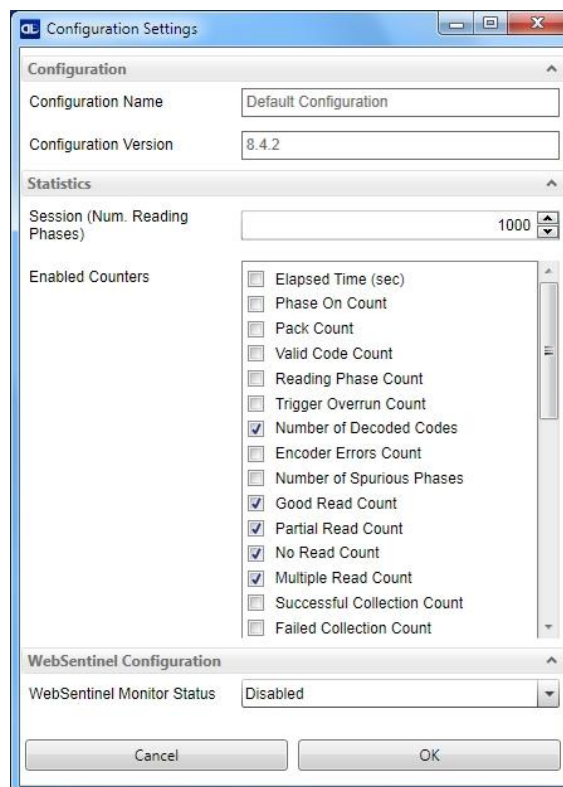 Configuration Settings
Configuration
Configuration Name
Default Configuration
Configuration Version
8.4.2
Statistics
Session (Num. Reading
Phases)
1000
Enabled Counters
Elapsed Time (sec)
Phase On Count
Pack Count
Valid Code Count
Reading Phase Count
Trigger Overrun Count
Number of Decoded Codes
Encoder Errors Count
Number of Spurious Phases
Good Read Count
Partial Read Count
No Read Count
Multiple Read Count
Successful Collection Count
Failed Collection Count
WebSentinel Configuration
WebSentinel Monitor Status
Disabled
Cancel
OK